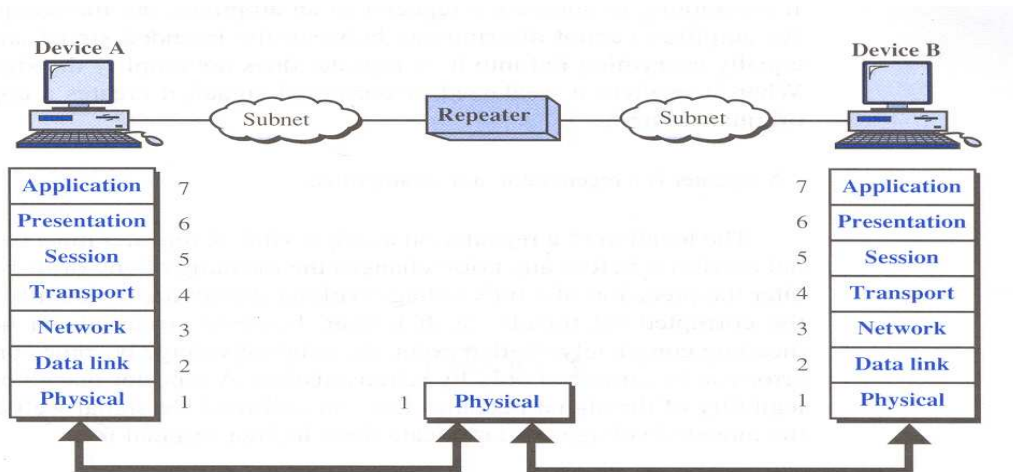 Device A
Device B
Subnet
Repeater
Subnet
Application 7
Presentation 6
Session 5
Transport 4
Network 3
Data link 2
Physical 1
1 Physical
7 Application
6 Presentation
5 Session
4 Transport
3 Network
2 Data link
1 Physical